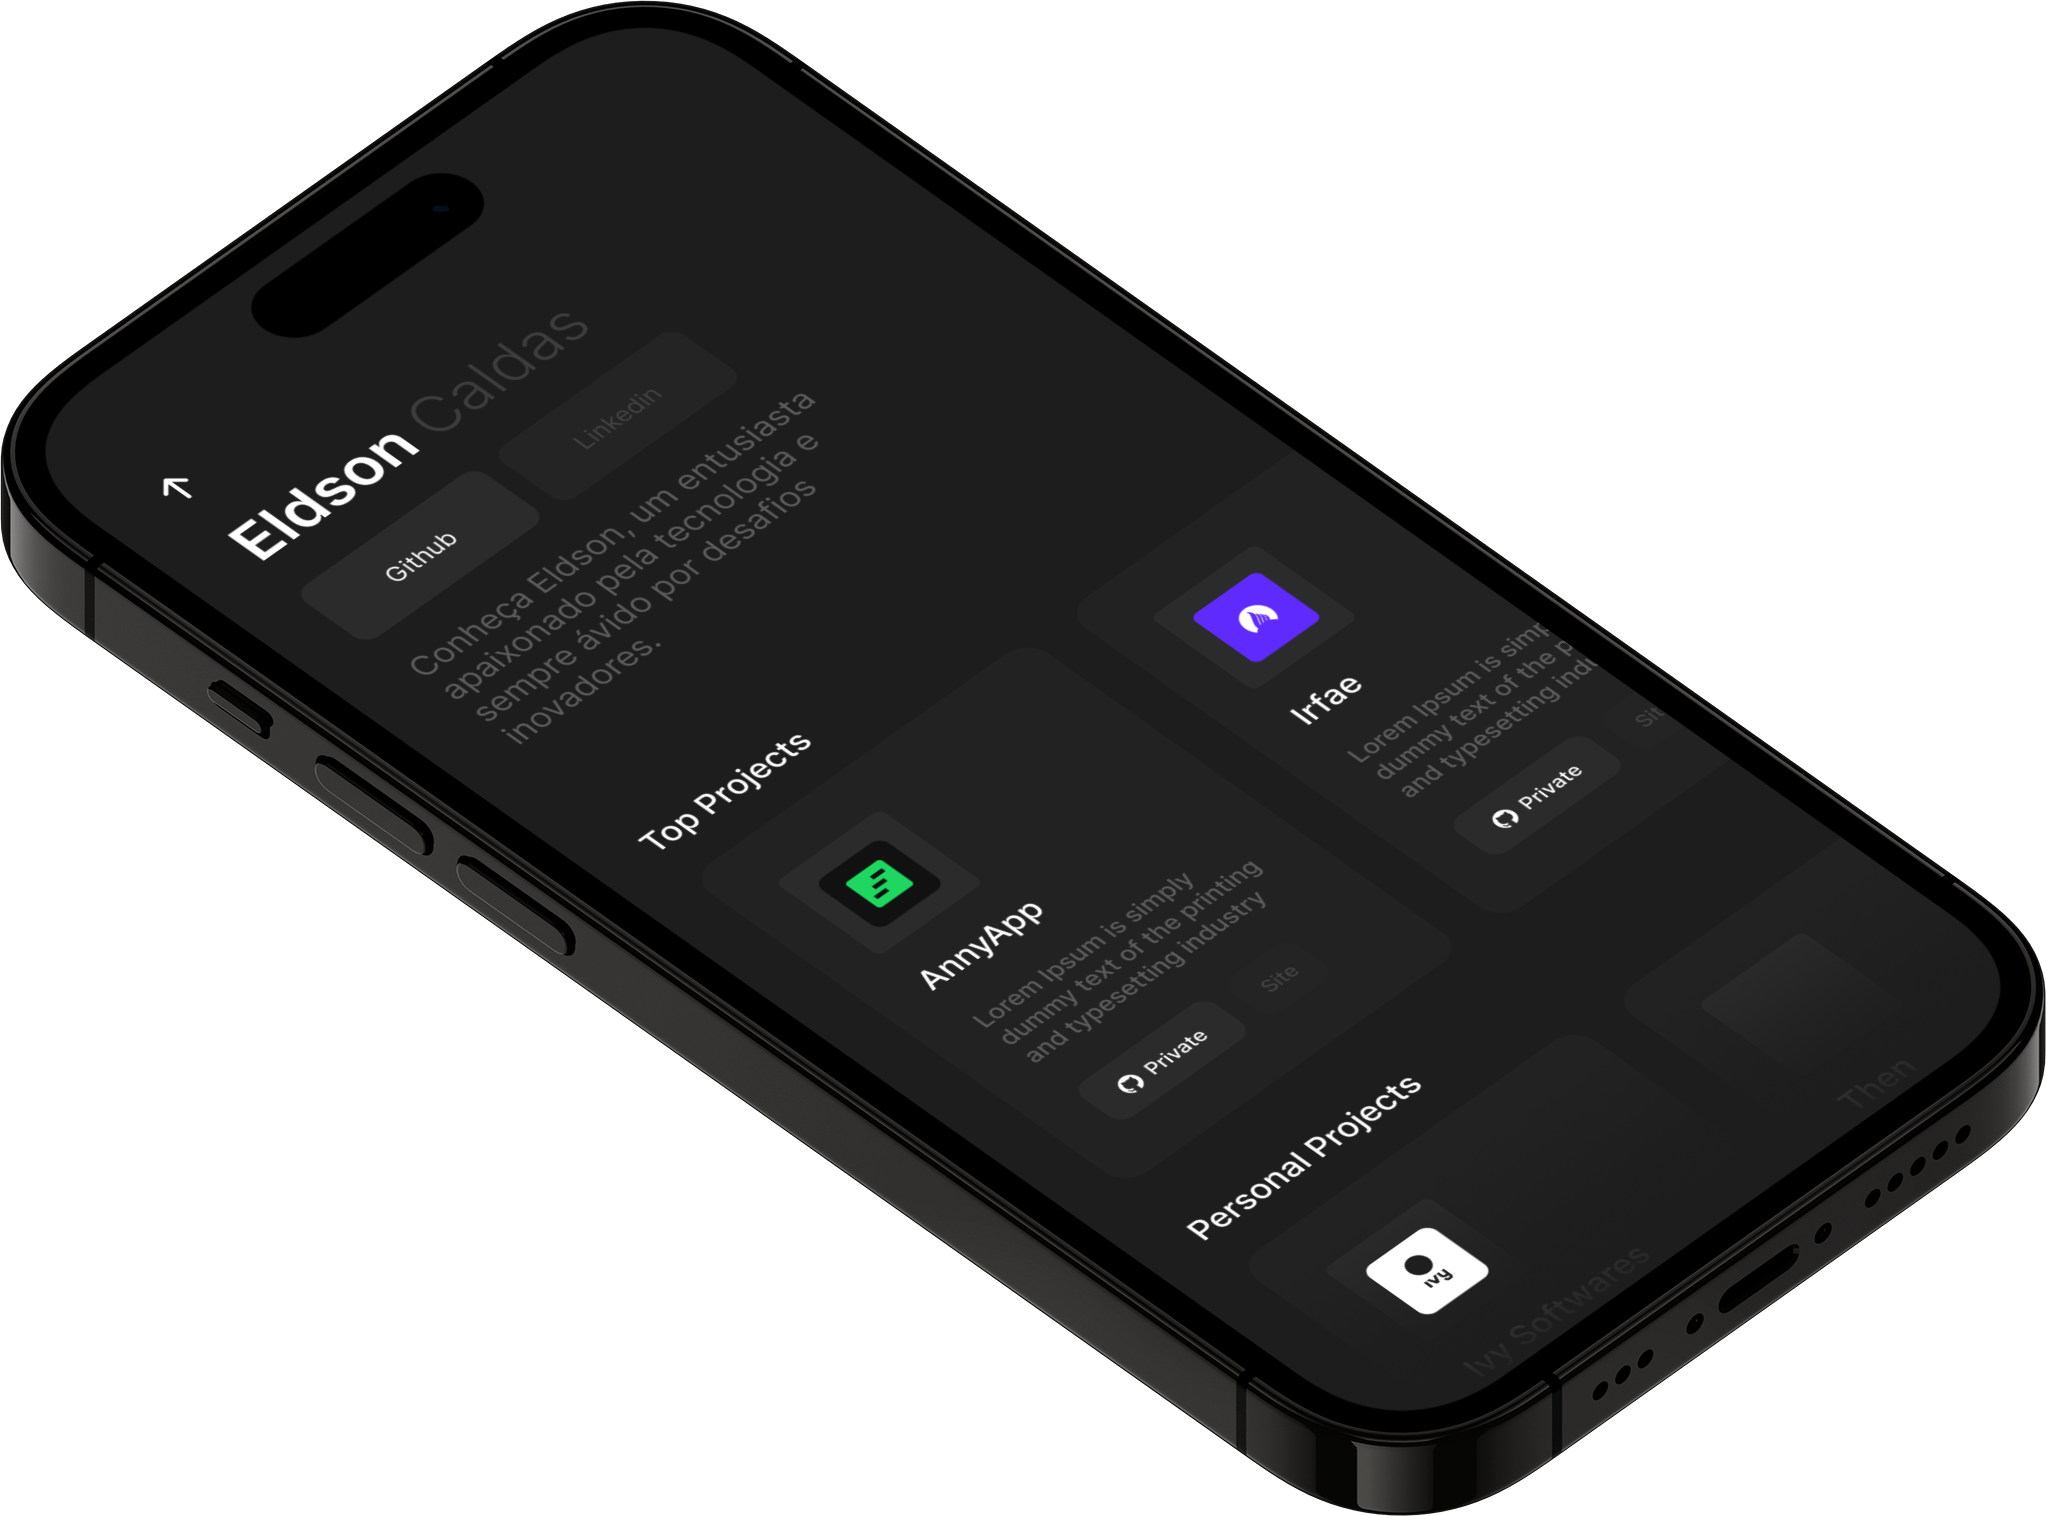 Eldson Caldas
Github
Linkedin
Conheça Eldson, um entusiasta
apaixonado pela tecnologia e
sempre ávido por desafios
inovadores.
Top Projects
AnnyApp
Lorem Ipsum is simply
dummy text of the printing
and typesetting industry
Private
Site
Irfae
Lorem Ipsum is simp
dummy text of the p
and typesetting indu
Private
Sit
Personal Projects
ivy
Ivy Softwares
Then